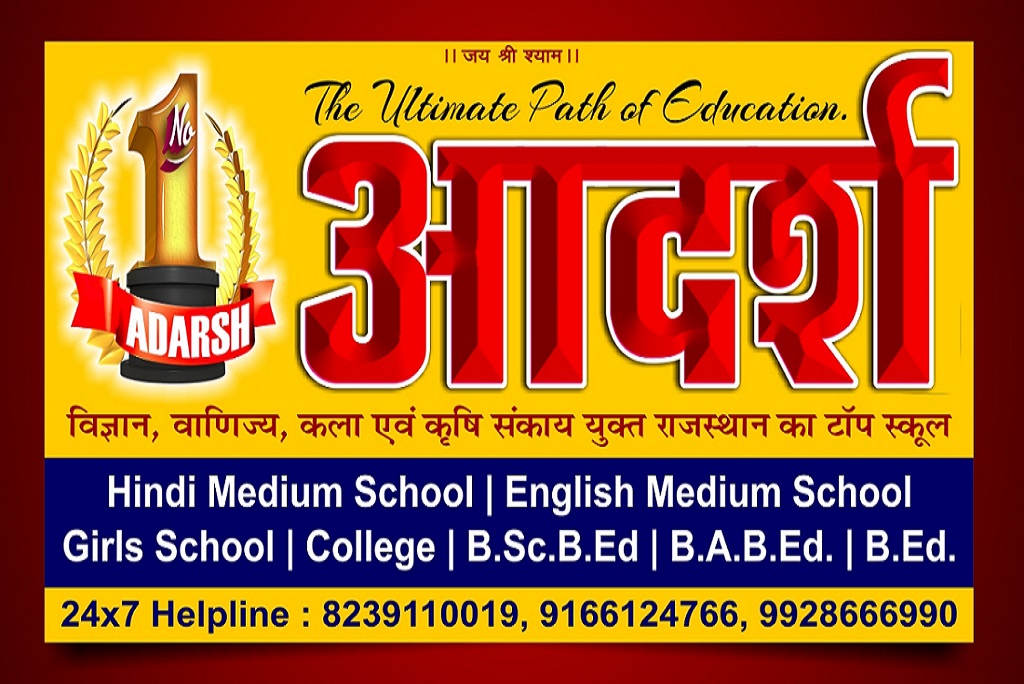 ।। जय श्री श्याम ।।
The Ultimate Path of Education.
No
1
ADARSH
आदर्श
विज्ञान, वाणिज्य, कला एवं कृषि संकाय युक्त राजस्थान का टॉप स्कूल
Hindi Medium School | English Medium School
Girls School | College | B.Sc.B.Ed | B.A.B.Ed. | B.Ed.
24x7 Helpline : 8239110019, 9166124766, 9928666990